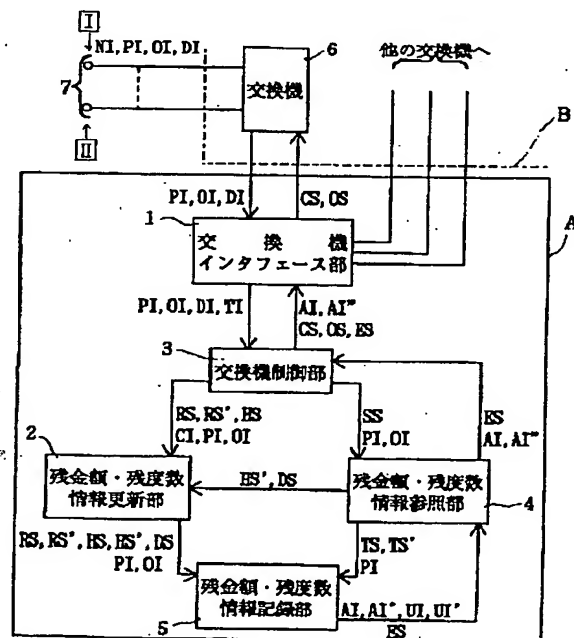 I
NI, PI, OI, DI
7
II
6
交換機
他の交換機へ
B
A
PI, OI, DI
CS, OS
1
交換機
インタフェース部
PI, OI, DI, TI
AI, AI"
CS, OS, ES
3
交換機制御部
RS, RS', HS
CI, PI, OI
SS
PI, OI
ES
AI, AI"
2
残金額・残度数
情報更新部
HS', DS
残金額・残度数
情報参照部
4
RS, RS', HS, HS', DS
PI, OI
TS, TS'
PI
残金額・残度数
情報記録部
5
AI, AI", UI, UI'
ES